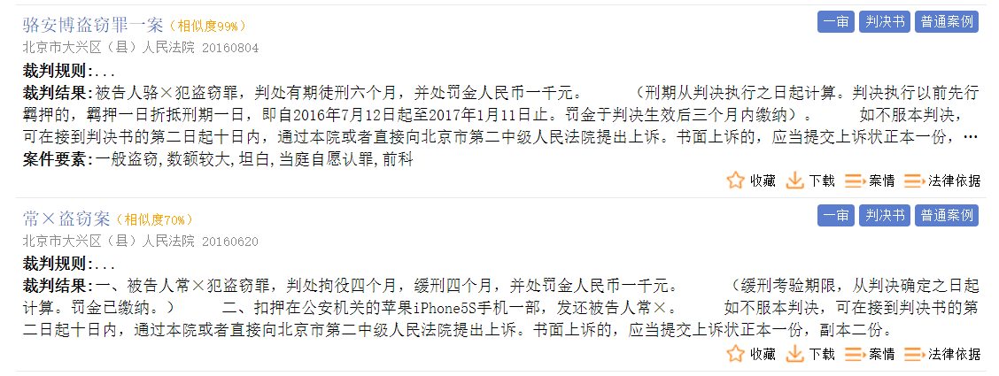 骆安博盗窃罪一案（相似度99%） 一审 判决书 普通案例
北京市大兴区（县）人民法院 20160804
裁判规则:...
裁判结果:被告人骆×犯盗窃罪，判处有期徒刑六个月，并处罚金人民币一千元。 （刑期从判决执行之日起计算。判决执行以前先行
羁押的，羁押一日折抵刑期一日，即自2016年7月12日起至2017年1月11日止。罚金于判决生效后三个月内缴纳）。 如不服本判决，
可在接到判决书的第二日起十日内，通过本院或者直接向北京市第二中级人民法院提出上诉。书面上诉的，应当提交上诉状正本一份，…
案件要素:一般盗窃,数额较大,坦白,当庭自愿认罪,前科
收藏 下载 案情 法律依据
常×盗窃案（相似度70%） 一审 判决书 普通案例
北京市大兴区（县）人民法院 20160620
裁判规则:...
裁判结果:一、被告人常×犯盗窃罪，判处拘役四个月，缓刑四个月，并处罚金人民币一千元。 （缓刑考验期限，从判决确定之日起
计算。罚金已缴纳。） 二、扣押在公安机关的苹果iPhone5S手机一部，发还被告人常×。 如不服本判决，可在接到判决书的第
二日起十日内，通过本院或者直接向北京市第二中级人民法院提出上诉。书面上诉的，应当提交上诉状正本一份，副本二份。
收藏 下载 案情 法律依据